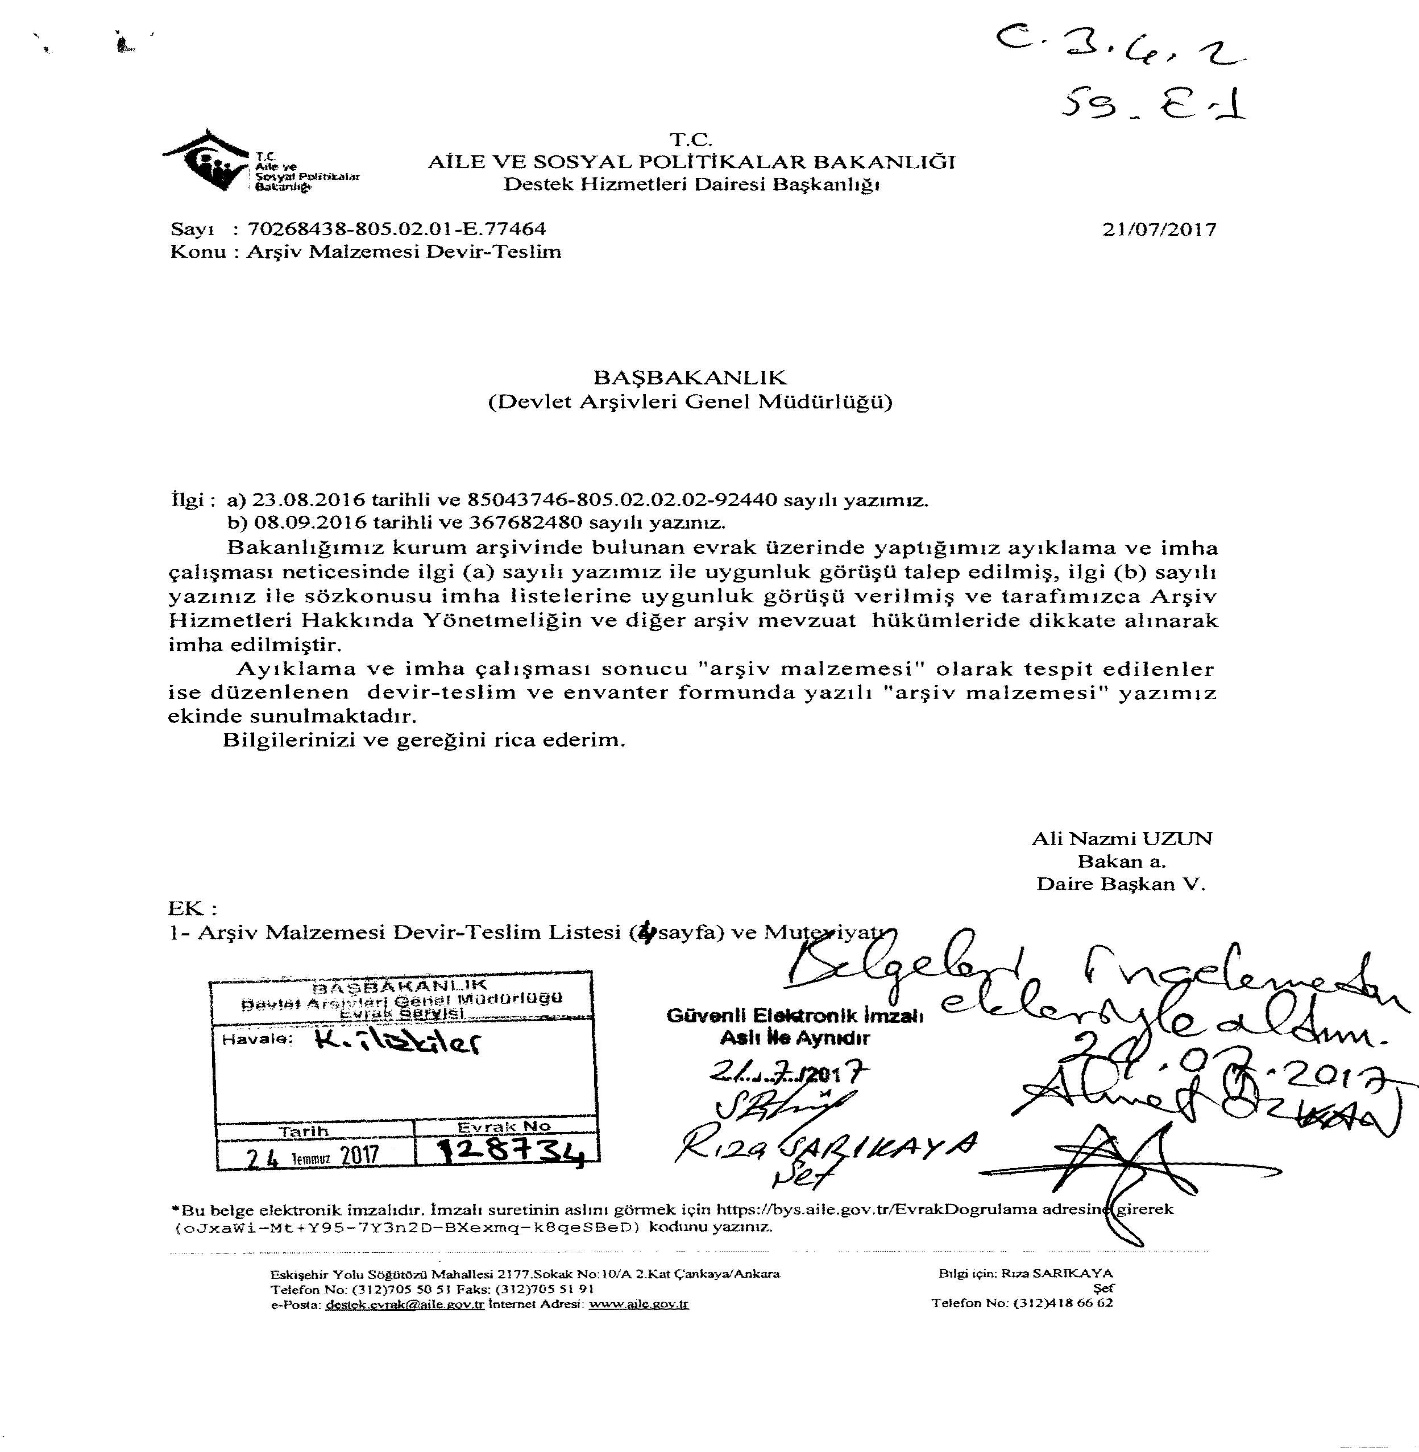 C.3.4.2
59-E-1
T.C.
Aile ve
Sosyal Politikalar
Bakanlığı
T.C.
AİLE VE SOSYAL POLİTİKALAR BAKANLIĞI
Destek Hizmetleri Dairesi Başkanlığı
Sayı : 70268438-805.02.01-E.77464
21/07/2017
Konu : Arşiv Malzemesi Devir-Teslim
BAŞBAKANLIK
(Devlet Arşivleri Genel Müdürlüğü)
İlgi : a) 23.08.2016 tarihli ve 85043746-805.02.02.02-92440 sayılı yazımız.
b) 08.09.2016 tarihli ve 367682480 sayılı yazınız.
Bakanlığımız kurum arşivinde bulunan evrak üzerinde yaptığımız ayıklama ve imha
çalışması neticesinde ilgi (a) sayılı yazımız ile uygunluk görüşü talep edilmiş, ilgi (b) sayılı
yazınız ile sözkonusu imha listelerine uygunluk görüşü verilmiş ve tarafımızca Arşiv
Hizmetleri Hakkında Yönetmeliğin ve diğer arşiv mevzuat hükümleride dikkate alınarak
imha edilmiştir.
Ayıklama ve imha çalışması sonucu "arşiv malzemesi" olarak tespit edilenler
ise düzenlenen devir-teslim ve envanter formunda yazılı "arşiv malzemesi" yazımız
ekinde sunulmaktadır.
Bilgilerinizi ve gereğini rica ederim.
Ali Nazmi UZUN
Bakan a.
Daire Başkan V.
EK :
1- Arşiv Malzemesi Devir-Teslim Listesi (4 sayfa) ve Muteviyatı
Belgeleri incelemeden
ekleriyle aldım.
24.07.2017
Ahmet ÖZKAN
BAŞBAKANLIK
Devlet Arşivleri Genel Müdürlüğü
Evrak Servisi
Havale: K. ilişkiler
Tarih
Evrak No
24 Temmuz 2017
128734
Güvenli Elektronik İmzalı
Aslı İle Aynıdır
21.7.2017
Rıza SARIKAYA
Şef
*Bu belge elektronik imzalıdır. İmzalı suretinin aslını görmek için https://bys.aile.gov.tr/EvrakDogrulama adresine girerek
(oJxaWi-Mt+Y95-7Y3n2D-BXexmq-k8qeSBeD) kodunu yazınız.
Eskişehir Yolu Söğütözü Mahallesi 2177.Sokak No:10/A 2.Kat Çankaya/Ankara
Telefon No: (312)705 50 51 Faks: (312)705 51 91
e-Posta: destek.evrak@aile.gov.tr İnternet Adresi: www.aile.gov.tr
Bilgi için: Rıza SARIKAYA
Şef
Telefon No: (312)418 66 62